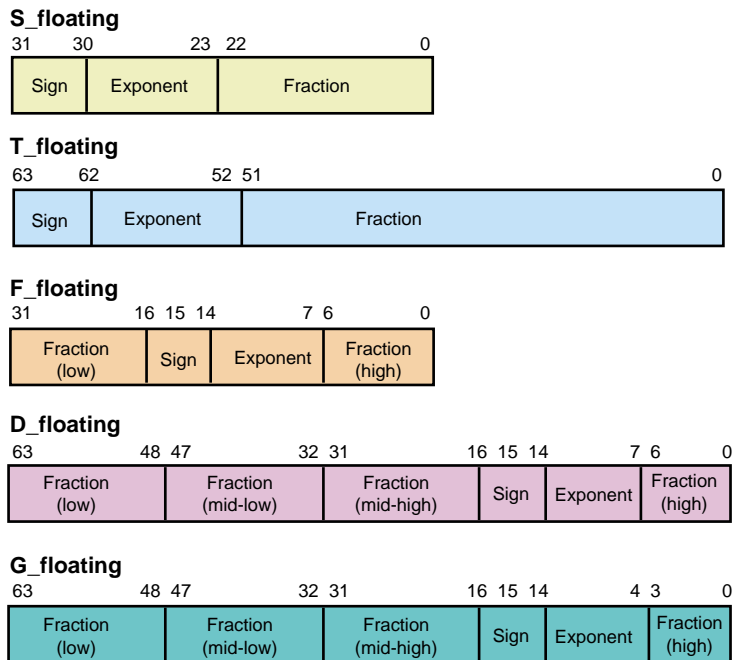 S_floating
31 30 23 22 0
Sign Exponent Fraction
T_floating
63 62 52 51 0
Sign Exponent Fraction
F_floating
31 16 15 14 7 6 0
Fraction (low) Sign Exponent Fraction (high)
D_floating
63 48 47 32 31 16 15 14 7 6 0
Fraction (low) Fraction (mid-low) Fraction (mid-high) Sign Exponent Fraction (high)
G_floating
63 48 47 32 31 16 15 14 4 3 0
Fraction (low) Fraction (mid-low) Fraction (mid-high) Sign Exponent Fraction (high)